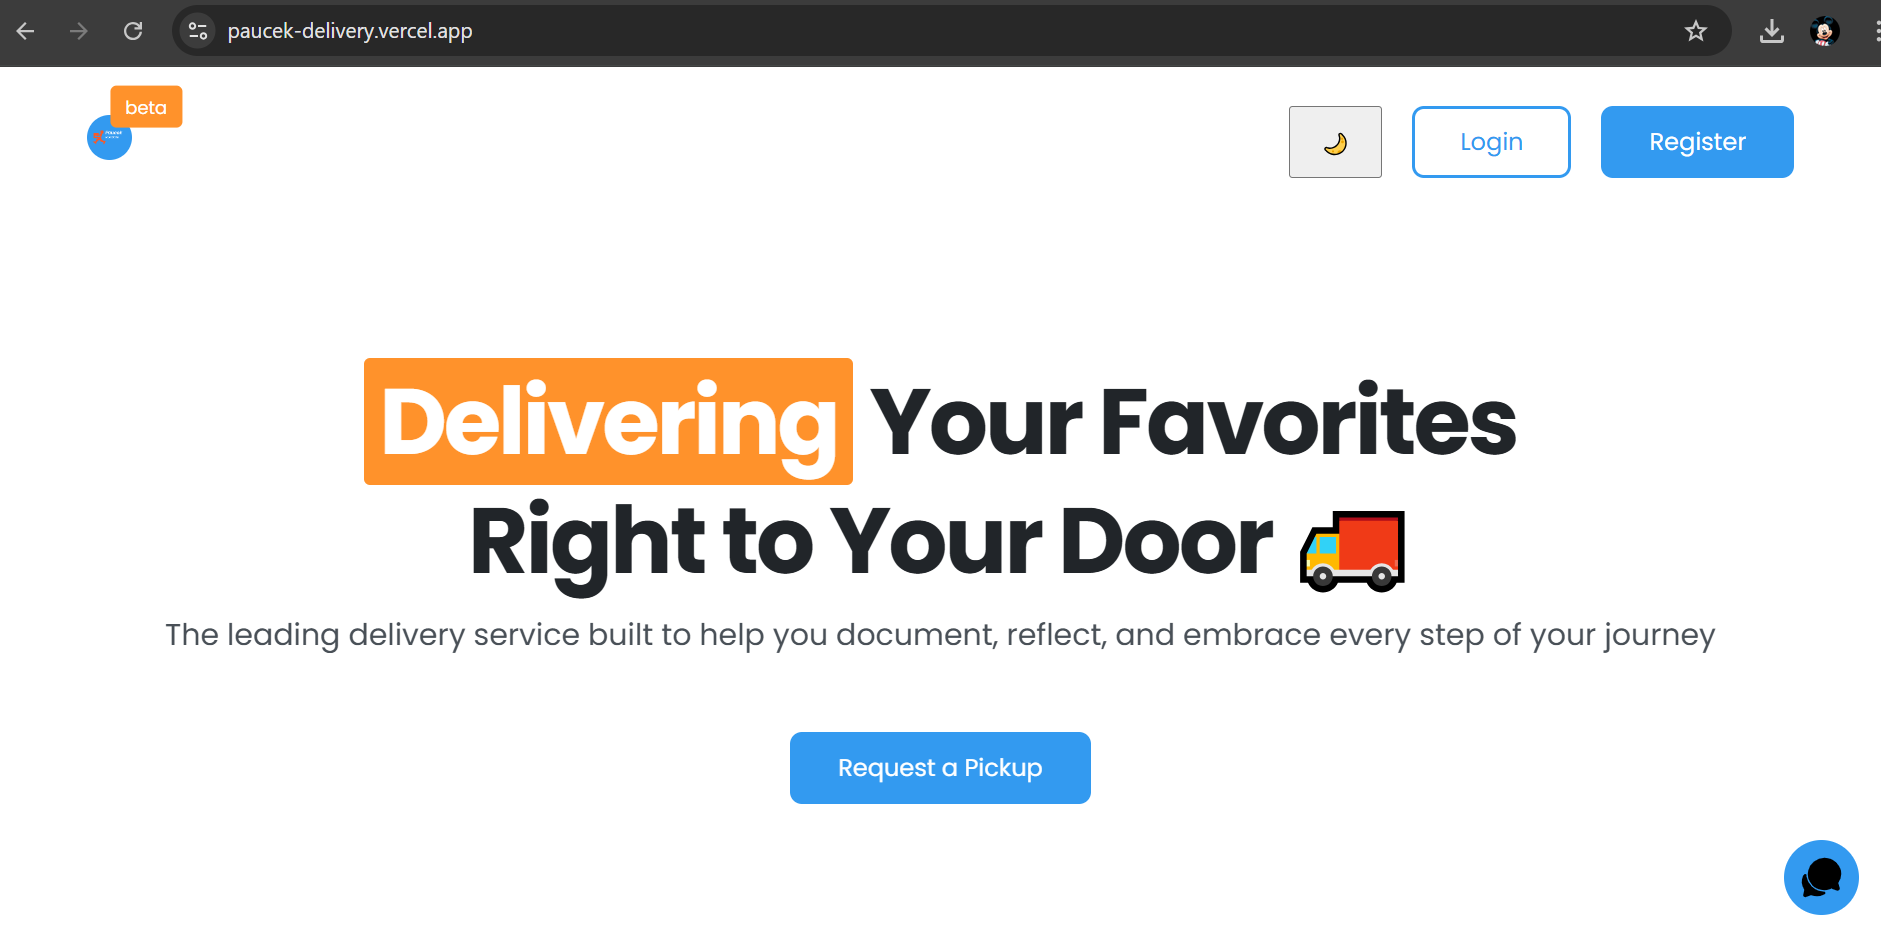 paucek-delivery.vercel.app
beta
Paucek
Login
Register
Delivering Your Favorites
Right to Your Door
The leading delivery service built to help you document, reflect, and embrace every step of your journey
Request a Pickup